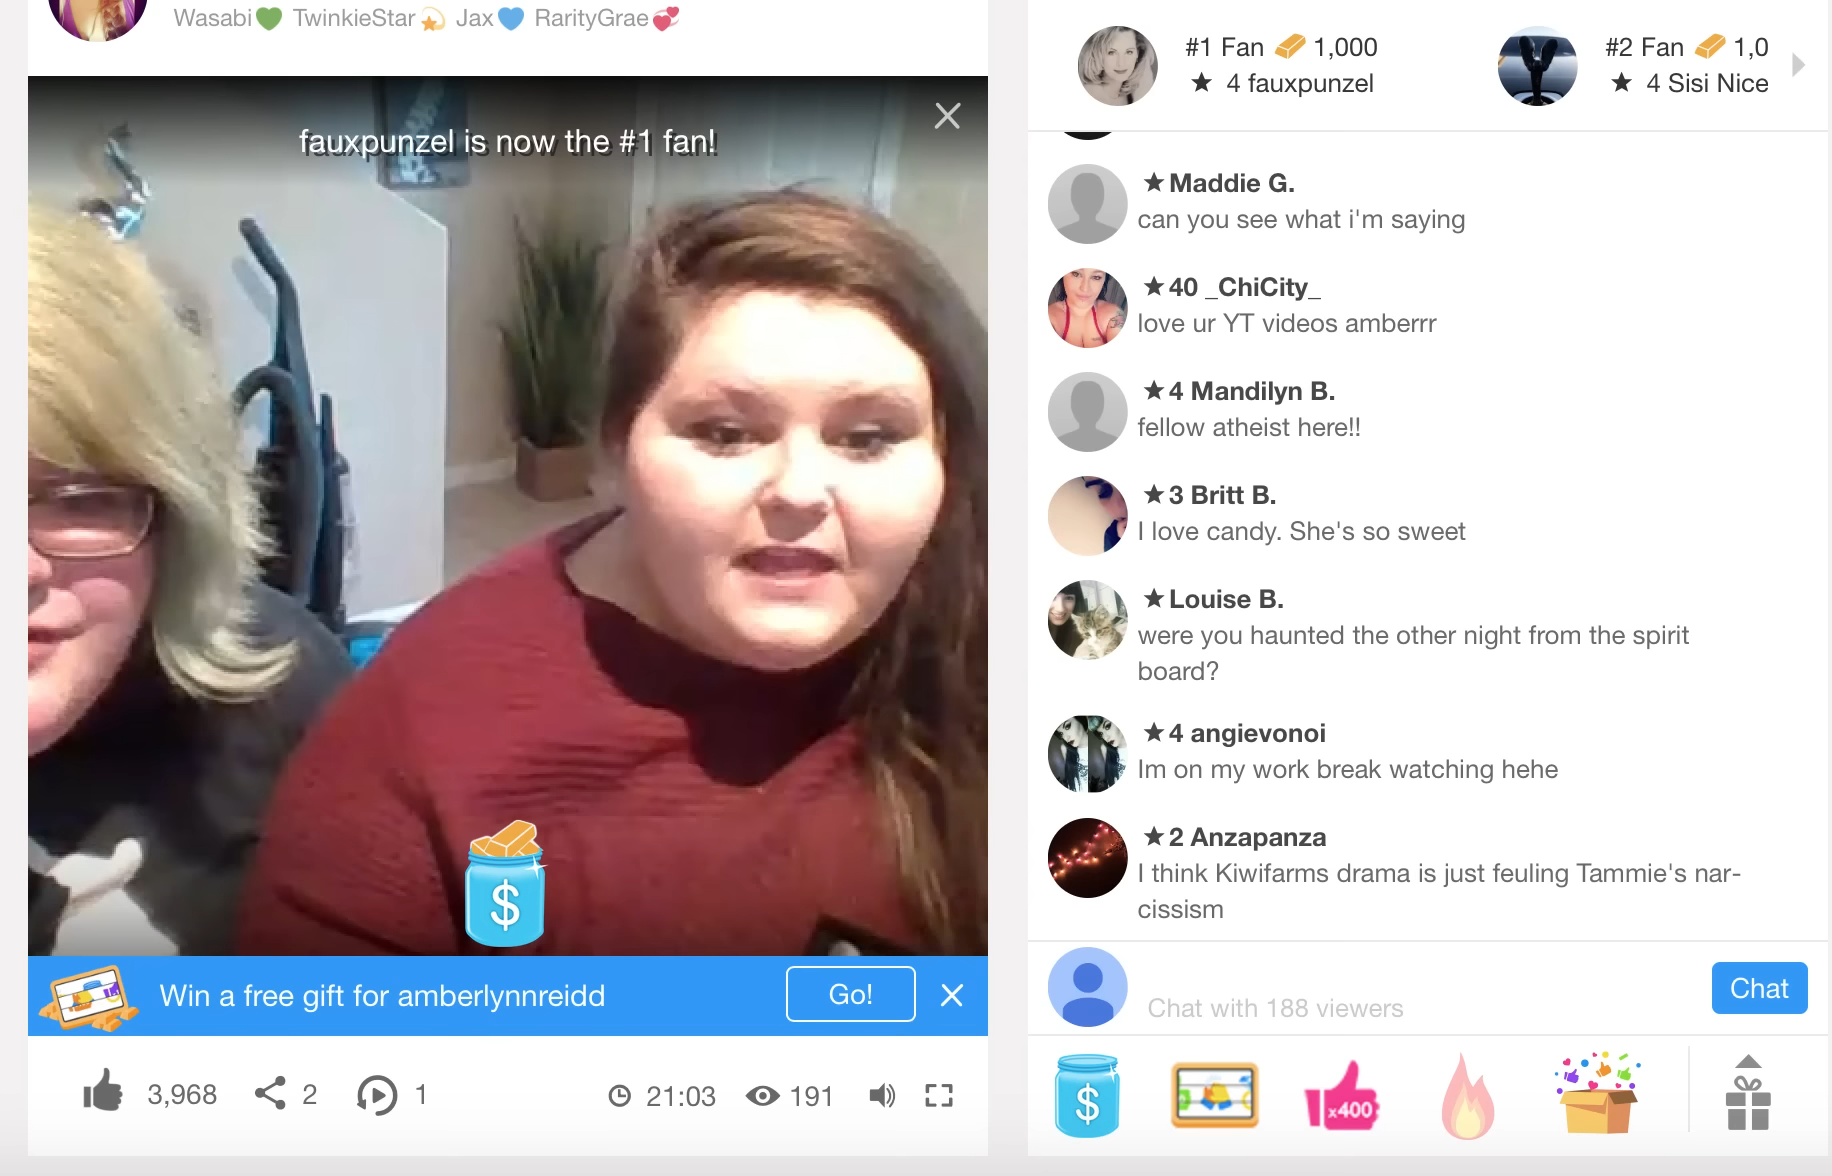 Wasabi💚 TwinkieStar💫 Jax💙 RarityGrae💞
fauxpunzel is now the #1 fan!
$
Win a free gift for amberlynnreidd
Go!
3,968
2
1
21:03
191
#1 Fan 1,000
★ 4 fauxpunzel
#2 Fan 1,0
★ 4 Sisi Nice
★Maddie G.
can you see what i'm saying
★40 _ChiCity_
love ur YT videos amberrr
★4 Mandilyn B.
fellow atheist here!!
★3 Britt B.
I love candy. She's so sweet
★Louise B.
were you haunted the other night from the spirit
board?
★4 angievonoi
Im on my work break watching hehe
★2 Anzapanza
I think Kiwifarms drama is just feuling Tammie's nar-
cissism
Chat with 188 viewers
Chat
$
x400